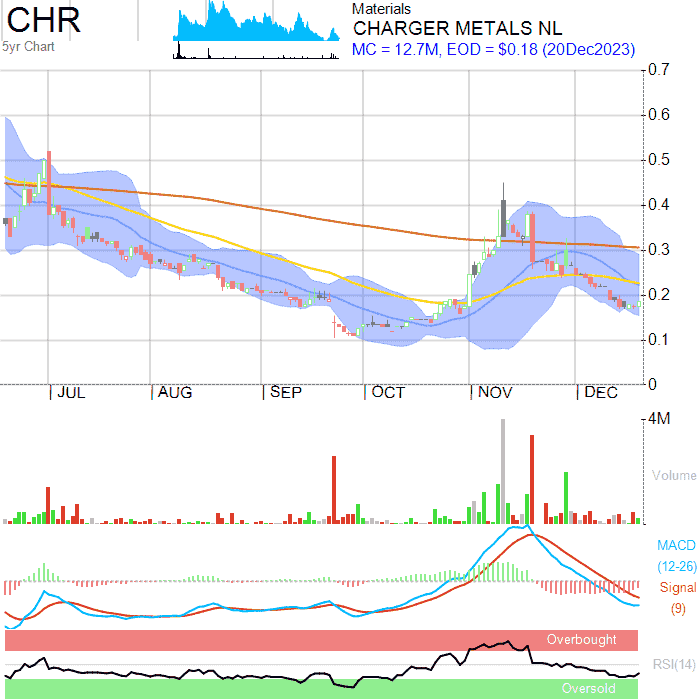 CHR
5yr Chart
Materials
CHARGER METALS NL
MC = 12.7M, EOD = $0.18 (20Dec2023)
0.7
0.6
0.5
0.4
0.3
0.2
0.1
0
JUL AUG SEP OCT NOV DEC
4M
Volume
MACD
(12-26)
Signal
(9)
Overbought
RSI(14)
Oversold